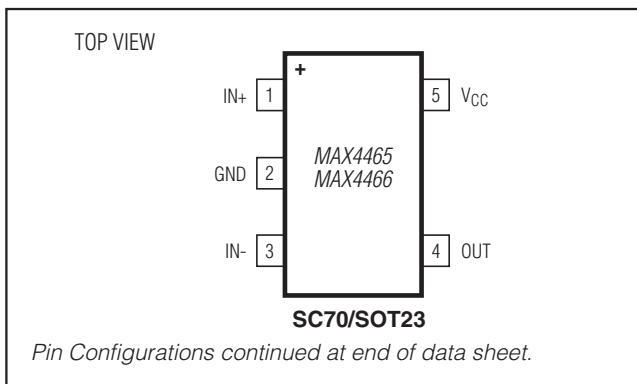 TOP VIEW
+
IN+ 1
5 VCC
MAX4465
MAX4466
GND 2
IN- 3
4 OUT
SC70/SOT23
Pin Configurations continued at end of data sheet.